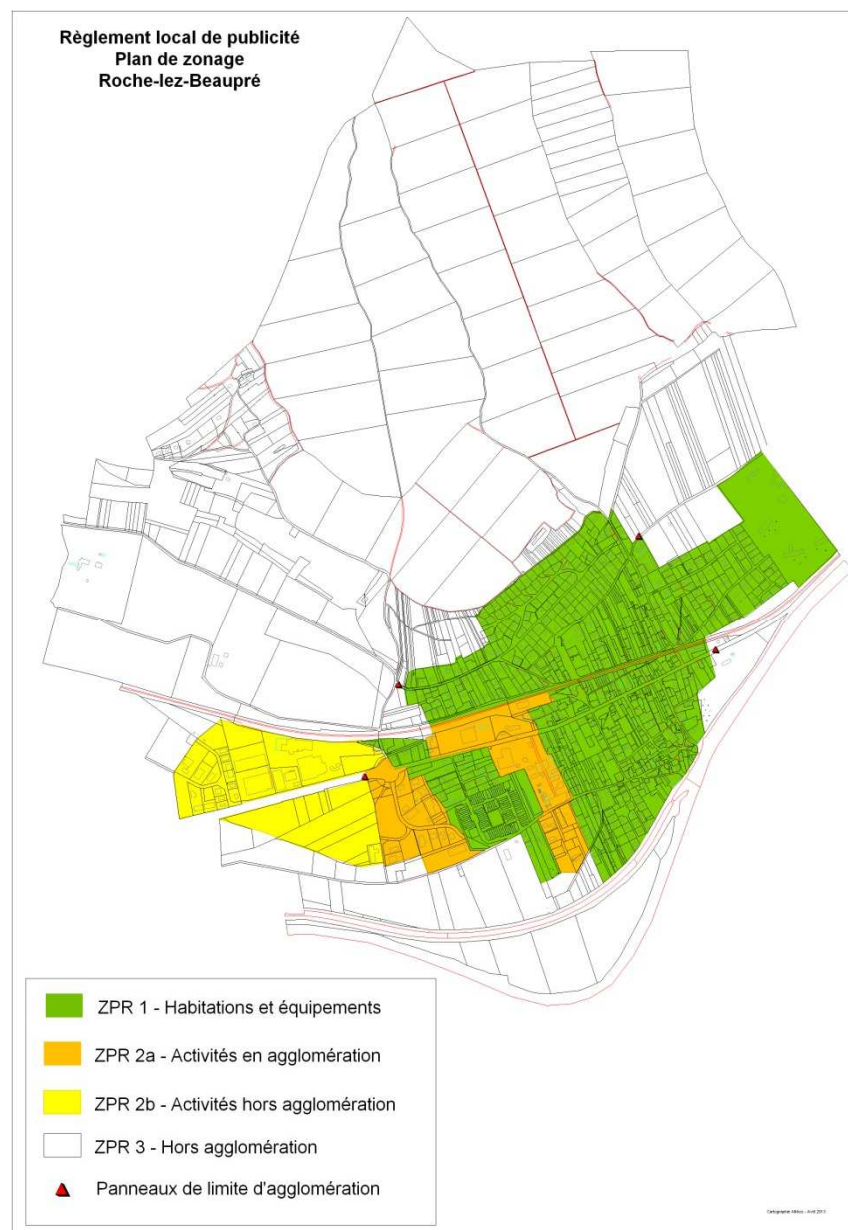 Règlement local de publicité
Plan de zonage
Roche-lez-Beaupré
ZPR 1 - Habitations et équipements
ZPR 2a - Activités en agglomération
ZPR 2b - Activités hors agglomération
ZPR 3 - Hors agglomération
Panneaux de limite d'agglomération